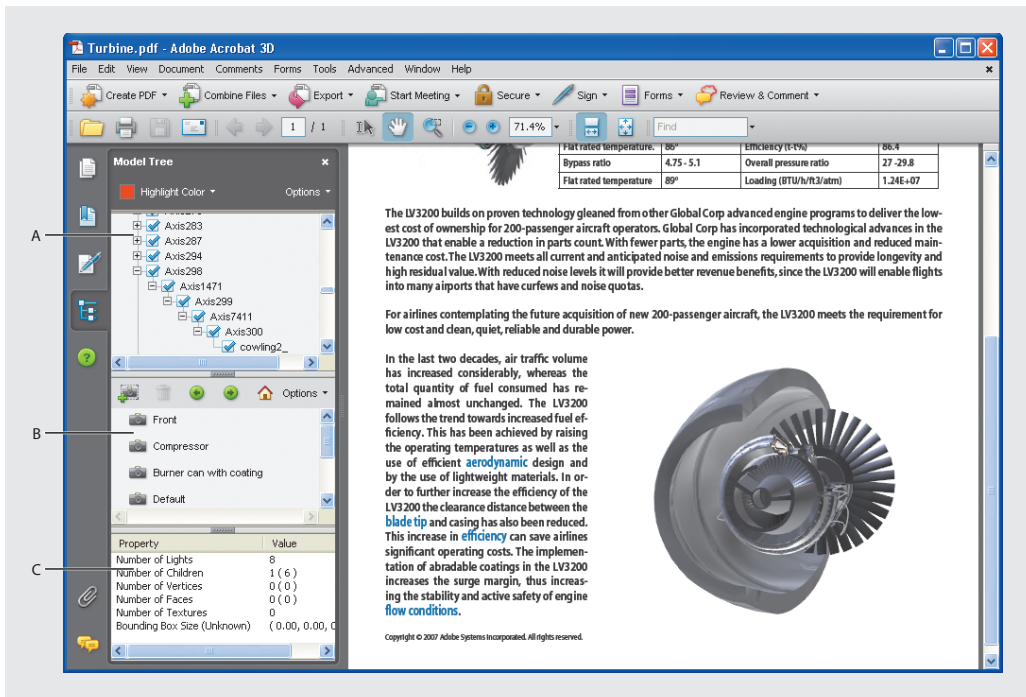 Turbine.pdf - Adobe Acrobat 3D
File Edit View Document Comments Forms Tools Advanced Window Help
Create PDF Combine Files Export Start Meeting Secure Sign Forms Review & Comment
1 / 1 71.4% Find
Model Tree
Highlight Color Options
Axis283
Axis287
Axis294
Axis298
Axis1471
Axis299
Axis7411
Axis300
cowling2_
A
Options
Front
Compressor
Burner can with coating
Default
B
Property Value
Number of Lights 8
Number of Children 1 ( 6 )
Number of Vertices 0 ( 0 )
Number of Faces 0 ( 0 )
Number of Textures 0
Bounding Box Size (Unknown) ( 0.00, 0.00, 0
C
Flat rated temperature. 86° Efficiency (t-t%) 86.4
Bypass ratio 4.75 - 5.1 Overall pressure ratio 27 -29.8
Flat rated temperature 89° Loading (BTU/h/ft3/atm) 1.24E+07
The LV3200 builds on proven technology gleaned from other Global Corp advanced engine programs to deliver the low-
est cost of ownership for 200-passenger aircraft operators. Global Corp has incorporated technological advances in the
LV3200 that enable a reduction in parts count. With fewer parts, the engine has a lower acquisition and reduced main-
tenance cost. The LV3200 meets all current and anticipated noise and emissions requirements to provide longevity and
high residual value. With reduced noise levels it will provide better revenue benefits, since the LV3200 will enable flights
into many airports that have curfews and noise quotas.
For airlines contemplating the future acquisition of new 200-passenger aircraft, the LV3200 meets the requirement for
low cost and clean, quiet, reliable and durable power.
In the last two decades, air traffic volume
has increased considerably, whereas the
total quantity of fuel consumed has re-
mained almost unchanged. The LV3200
follows the trend towards increased fuel ef-
ficiency. This has been achieved by raising
the operating temperatures as well as the
use of efficient aerodynamic design and
by the use of lightweight materials. In or-
der to further increase the efficiency of the
LV3200 the clearance distance between the
blade tip and casing has also been reduced.
This increase in efficiency can save airlines
significant operating costs. The implemen-
tation of abradable coatings in the LV3200
increases the surge margin, thus increas-
ing the stability and active safety of engine
flow conditions.
Copyright © 2007 Adobe Systems Incorporated. All rights reserved.